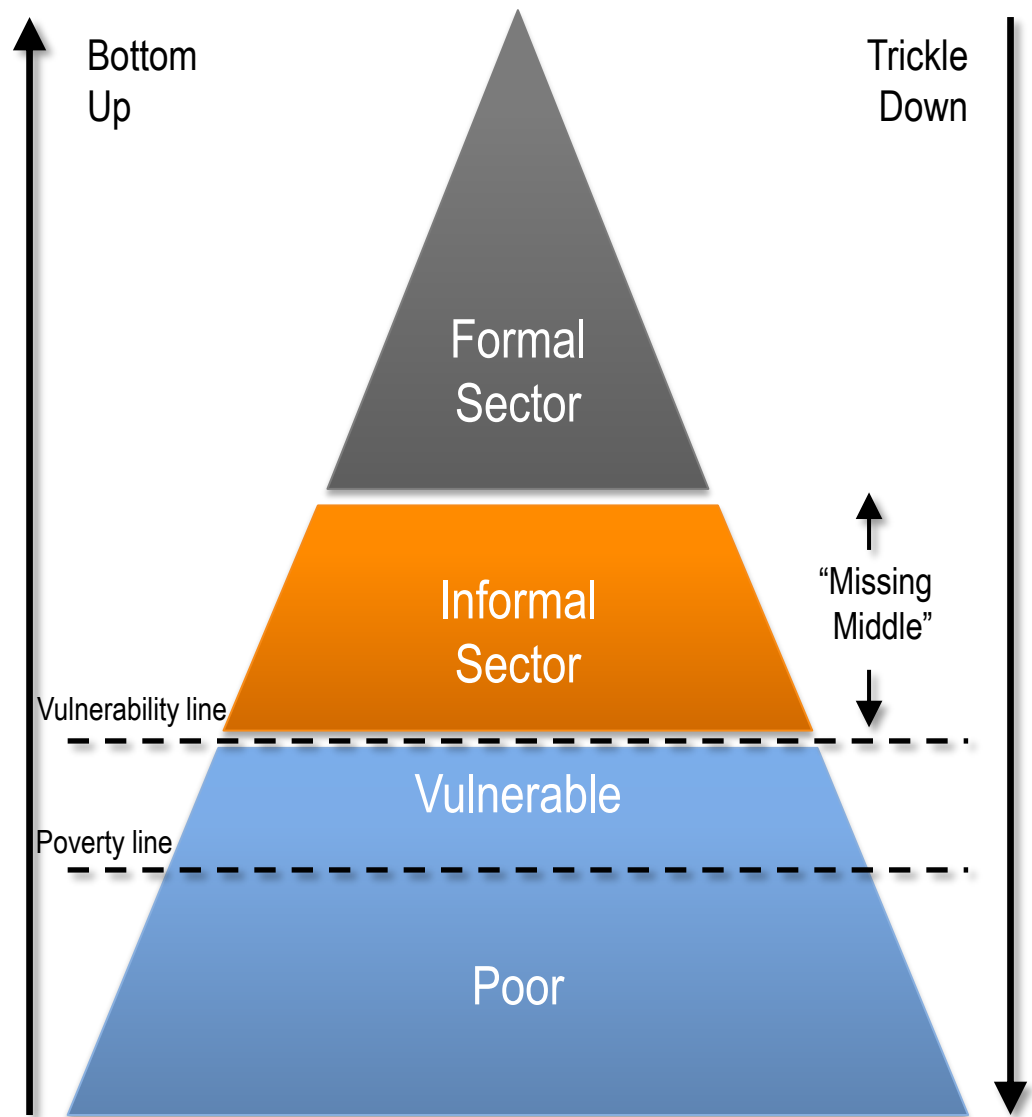 Bottom
Up
Trickle
Down
Formal
Sector
“Missing
Middle”
Informal
Sector
Vulnerability line
Vulnerable
Poverty line
Poor